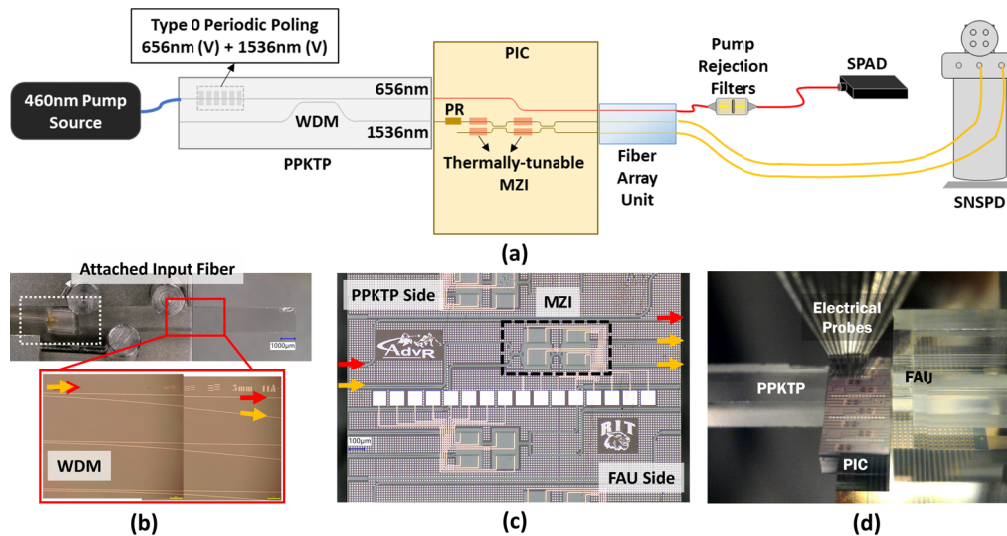 Type 0 Periodic Poling
656nm (V) + 1536nm (V)
460nm Pump
Source
656nm
WDM
1536nm
PPKTP
PIC
PR
Thermally-tunable
MZI
Fiber
Array
Unit
Pump
Rejection
Filters
SPAD
SNSPD
(a)
Attached Input Fiber
1000µm
5mm
WDM
(b)
PPKTP Side
MZI
AdvR
100µm
RIT
FAU Side
(c)
Electrical
Probes
PPKTP
FAU
PIC
(d)